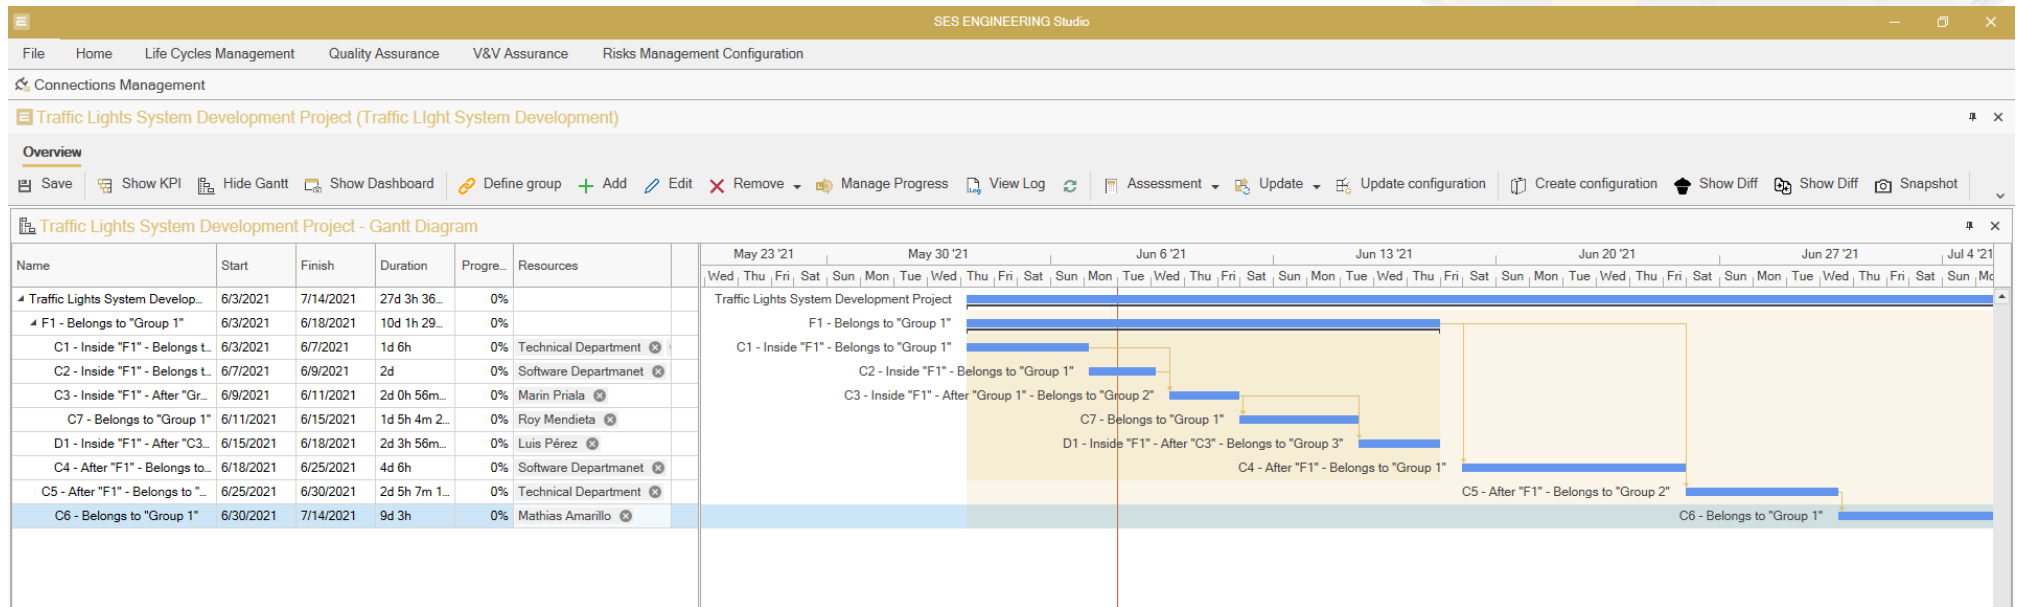 SES ENGINEERING Studio
File Home Life Cycles Management Quality Assurance V&V Assurance Risks Management Configuration
Connections Management
Traffic Lights System Development Project (Traffic LIght System Development)
Overview
Save Show KPI Hide Gantt Show Dashboard Define group Add Edit Remove Manage Progress View Log Assessment Update Update configuration Create configuration Show Diff Show Diff Snapshot
Traffic Lights System Development Project - Gantt Diagram
Name Start Finish Duration Progre... Resources
May 23 '21 May 30 '21 Jun 6 '21 Jun 13 '21 Jun 20 '21 Jun 27 '21 Jul 4 '21
Wed Thu Fri Sat Sun Mon Tue Wed Thu Fri Sat Sun Mon Tue Wed Thu Fri Sat Sun Mon Tue Wed Thu Fri Sat Sun Mon Tue Wed Thu Fri Sat Sun Mon Tue Wed Thu Fri Sat Sun Mo
Traffic Lights System Develop... 6/3/2021 7/14/2021 27d 3h 36... 0% Traffic Lights System Development Project
F1 - Belongs to "Group 1" 6/3/2021 6/18/2021 10d 1h 29... 0% F1 - Belongs to "Group 1"
C1 - Inside "F1" - Belongs t... 6/3/2021 6/7/2021 1d 6h 0% Technical Department C1 - Inside "F1" - Belongs to "Group 1"
C2 - Inside "F1" - Belongs t... 6/7/2021 6/9/2021 2d 0% Software Departmanet C2 - Inside "F1" - Belongs to "Group 1"
C3 - Inside "F1" - After "Gr... 6/9/2021 6/11/2021 2d 0h 56m... 0% Marin Priala C3 - Inside "F1" - After "Group 1" - Belongs to "Group 2"
C7 - Belongs to "Group 1" 6/11/2021 6/15/2021 1d 5h 4m 2... 0% Roy Mendieta C7 - Belongs to "Group 1"
D1 - Inside "F1" - After "C3... 6/15/2021 6/18/2021 2d 3h 56m... 0% Luis Pérez D1 - Inside "F1" - After "C3" - Belongs to "Group 3"
C4 - After "F1" - Belongs to... 6/18/2021 6/25/2021 4d 6h 0% Software Departmanet C4 - After "F1" - Belongs to "Group 1"
C5 - After "F1" - Belongs to "... 6/25/2021 6/30/2021 2d 5h 7m 1... 0% Technical Department C5 - After "F1" - Belongs to "Group 2"
C6 - Belongs to "Group 1" 6/30/2021 7/14/2021 9d 3h 0% Mathias Amarillo C6 - Belongs to "Group 1"